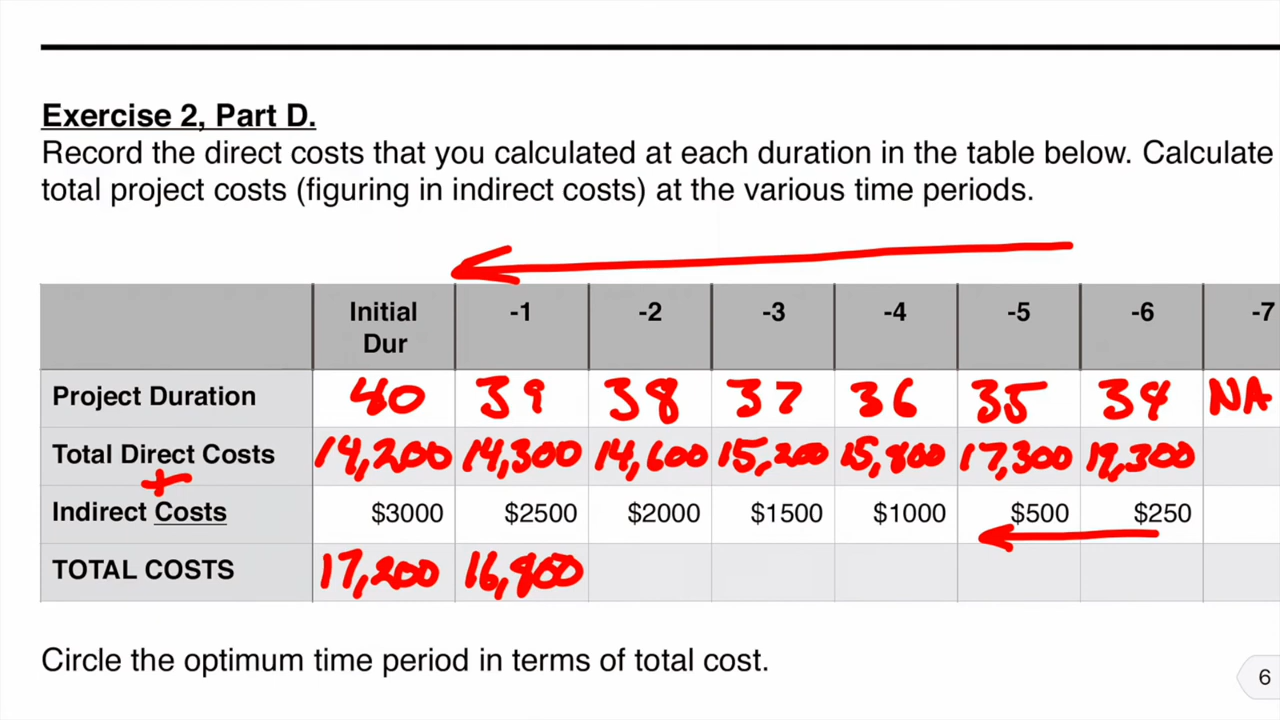 Exercise 2, Part D.
Record the direct costs that you calculated at each duration in the table below. Calculate
total project costs (figuring in indirect costs) at the various time periods.
Initial Dur -1 -2 -3 -4 -5 -6 -7
Project Duration 40 39 38 37 36 35 34 NA
Total Direct Costs 14,200 14,300 14,600 15,200 15,800 17,300 19,300
+
Indirect Costs $3000 $2500 $2000 $1500 $1000 $500 $250
TOTAL COSTS 17,200 16,800
Circle the optimum time period in terms of total cost.
6